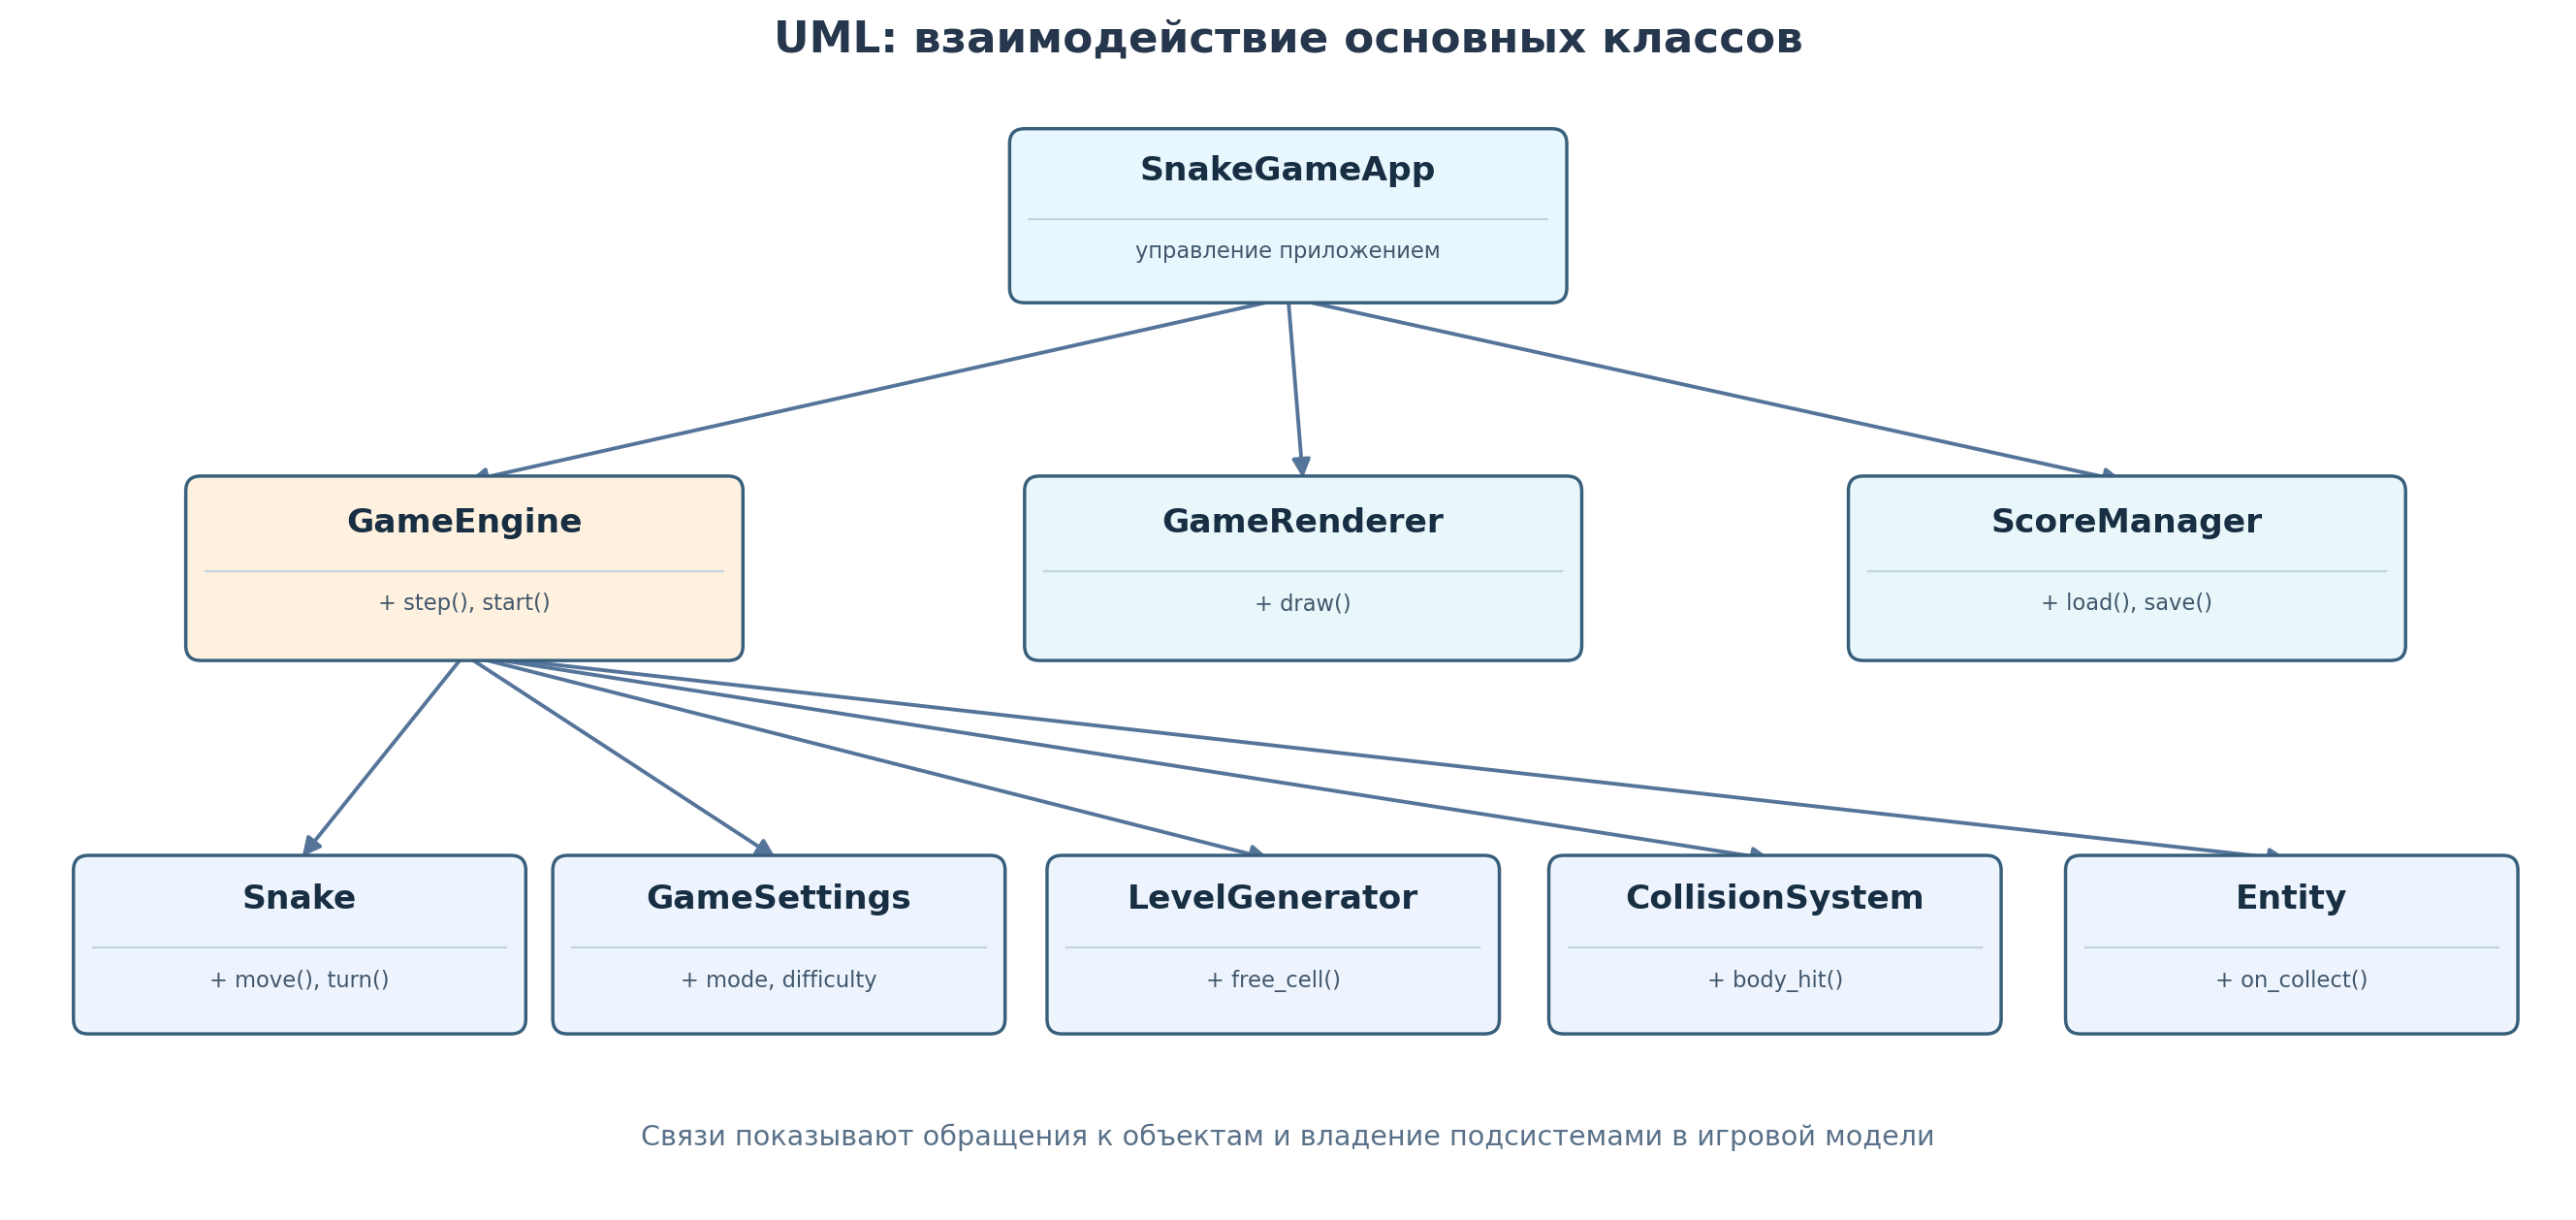 UML: взаимодействие основных классов
SnakeGameApp
управление приложением
GameEngine
+ step(), start()
GameRenderer
+ draw()
ScoreManager
+ load(), save()
Snake
+ move(), turn()
GameSettings
+ mode, difficulty
LevelGenerator
+ free_cell()
CollisionSystem
+ body_hit()
Entity
+ on_collect()
Связи показывают обращения к объектам и владение подсистемами в игровой модели